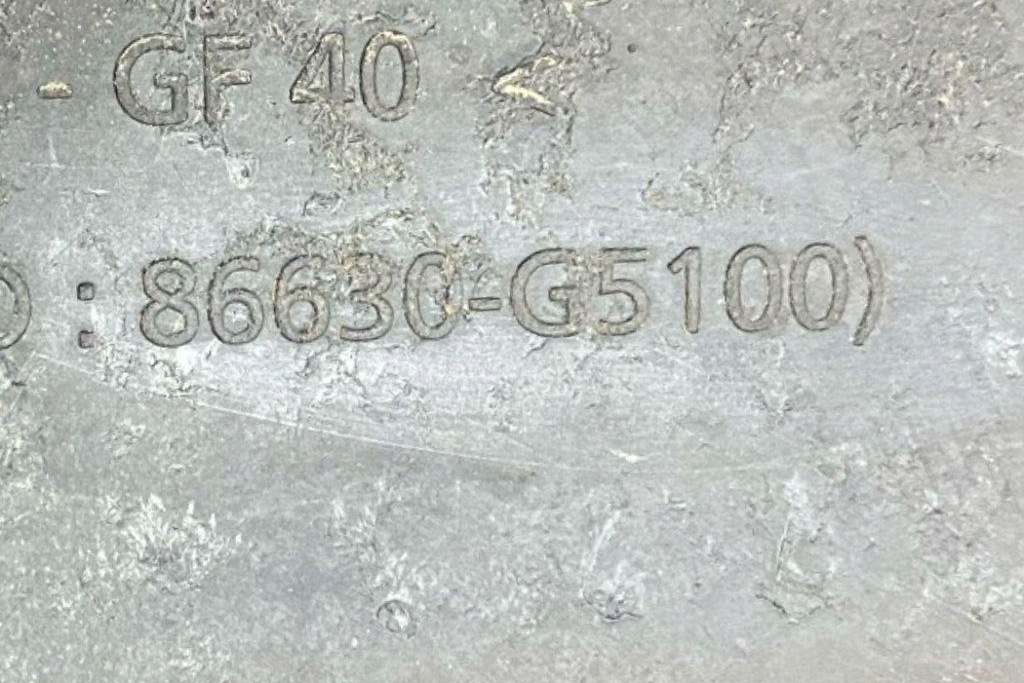 - GF 40 <
) : 86630-G5100)